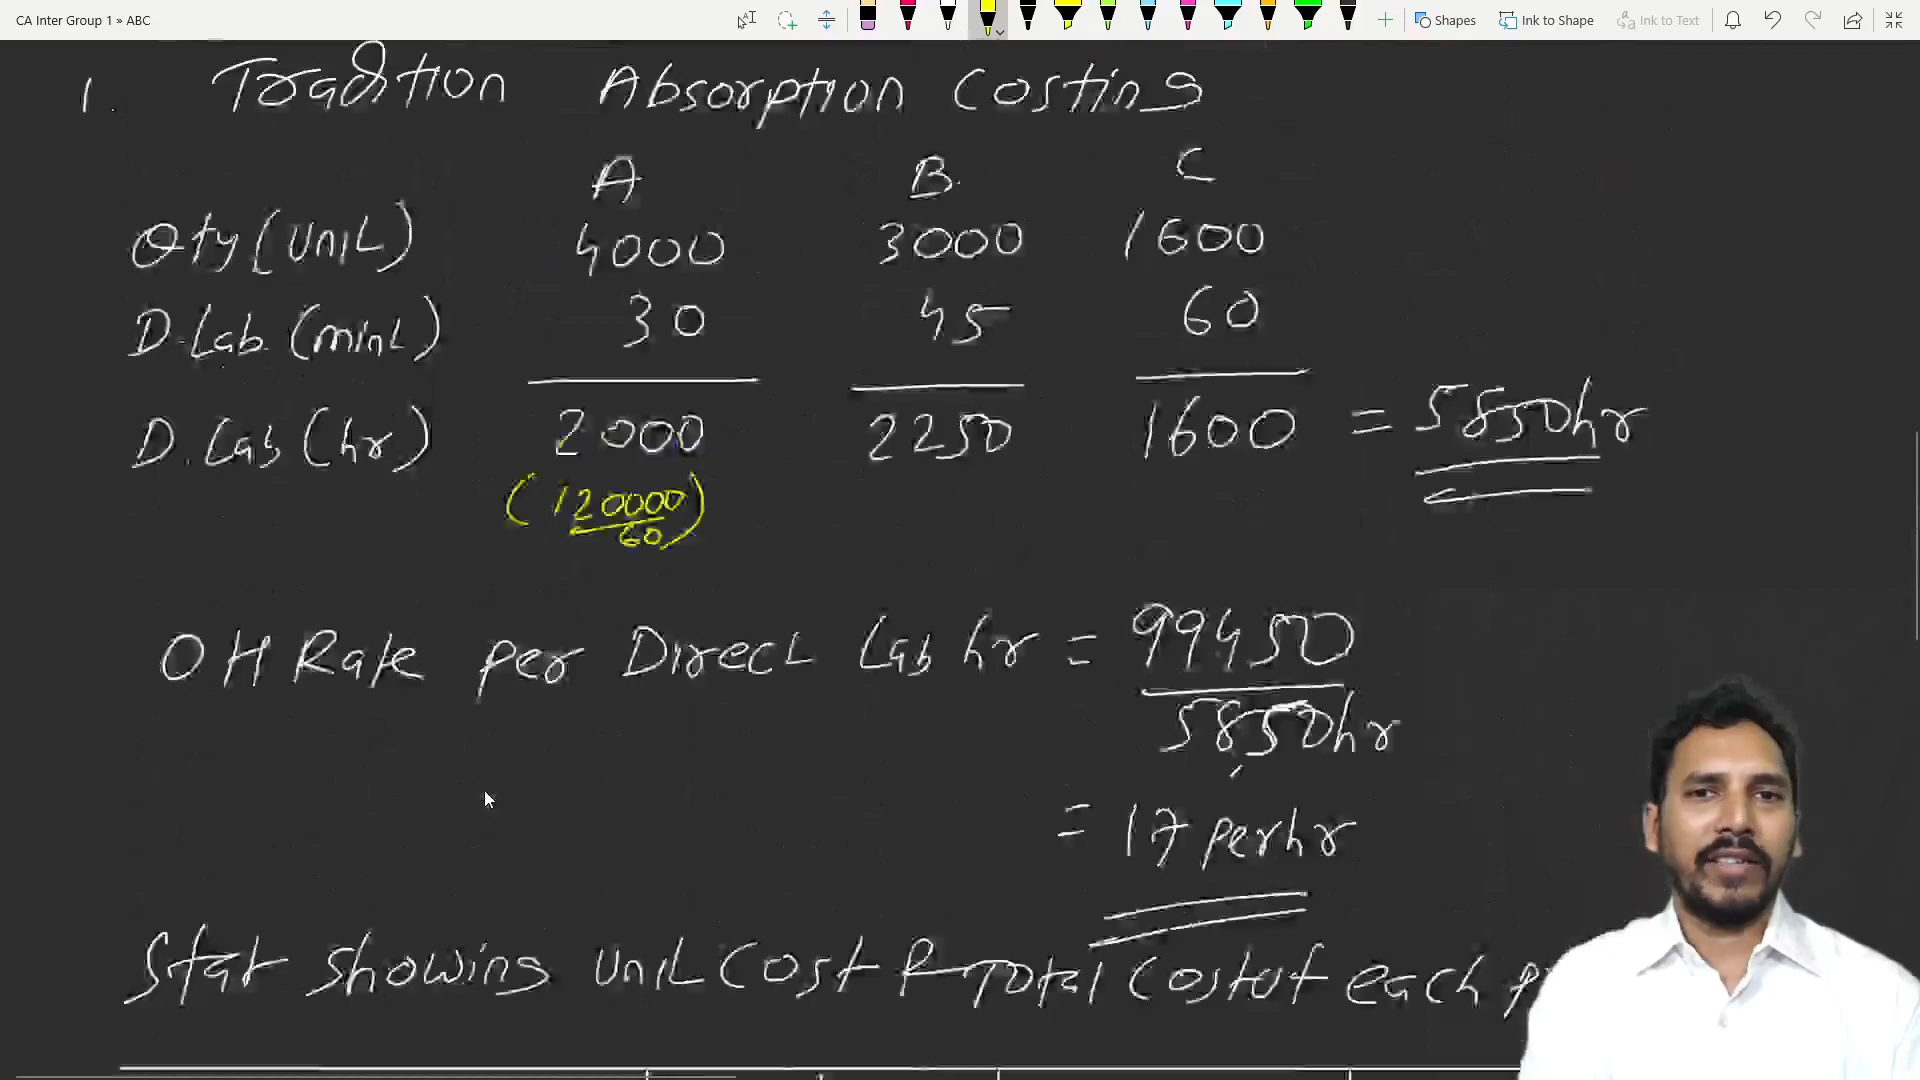 CA Inter Group 1 » ABC
Shapes Ink to Shape Ink to Text
1. Tradition Absorption Costing
A B C
Qty (Unit) 4000 3000 1600
D.Lab. (mint) 30 45 60
D. Lab (hr) 2000 2250 1600 = 5850hr
(120000/60)
OH Rate per Direct Lab hr = 99450
5850hr
= 17 per hr
Stat showing unit Cost & Total Cost of each p